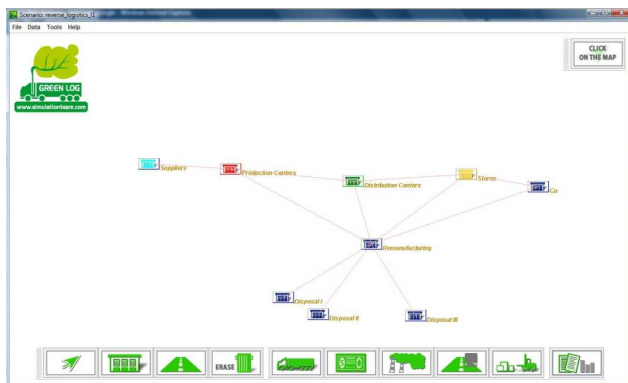 Scenario: reverse_logistics_II
File Data Tools Help
CLICK
ON THE MAP
GREEN LOG
www.simulationteam.com
Suppliers
Production Centers
Distribution Centers
Stores
Cu
Remanufacturing
Disposal I
Disposal II
Disposal III
ERASE